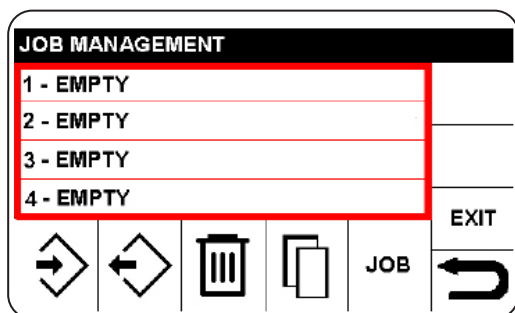 JOB MANAGEMENT
1 - EMPTY
2 - EMPTY
3 - EMPTY
4 - EMPTY
EXIT
JOB